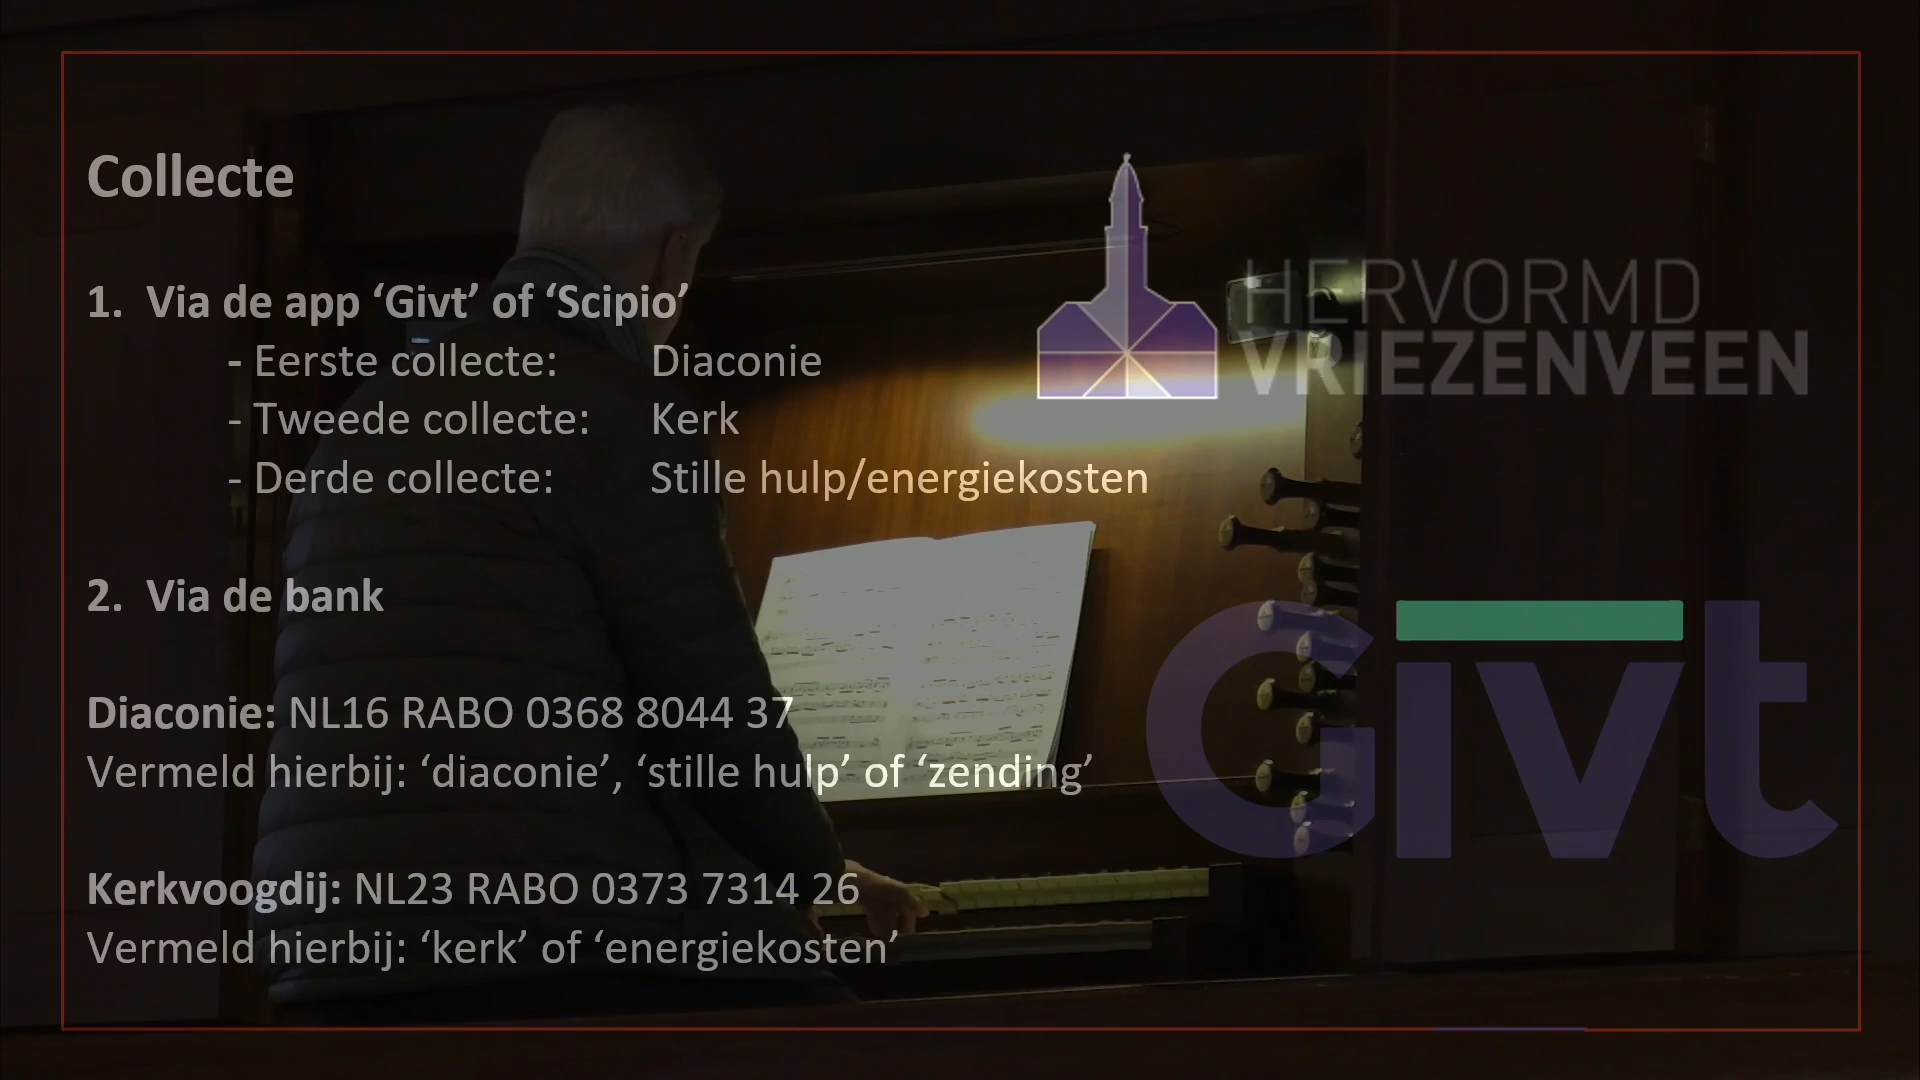 Collecte
1. Via de app ‘Givt’ of ‘Scipio’
- Eerste collecte: Diaconie
- Tweede collecte: Kerk
- Derde collecte: Stille hulp/energiekosten
2. Via de bank
Diaconie: NL16 RABO 0368 8044 37
Vermeld hierbij: ‘diaconie’, ‘stille hulp’ of ‘zending’
Kerkvoogdij: NL23 RABO 0373 7314 26
Vermeld hierbij: ‘kerk’ of ‘energiekosten’
HERVORMD
VRIEZENVEEN
Givt